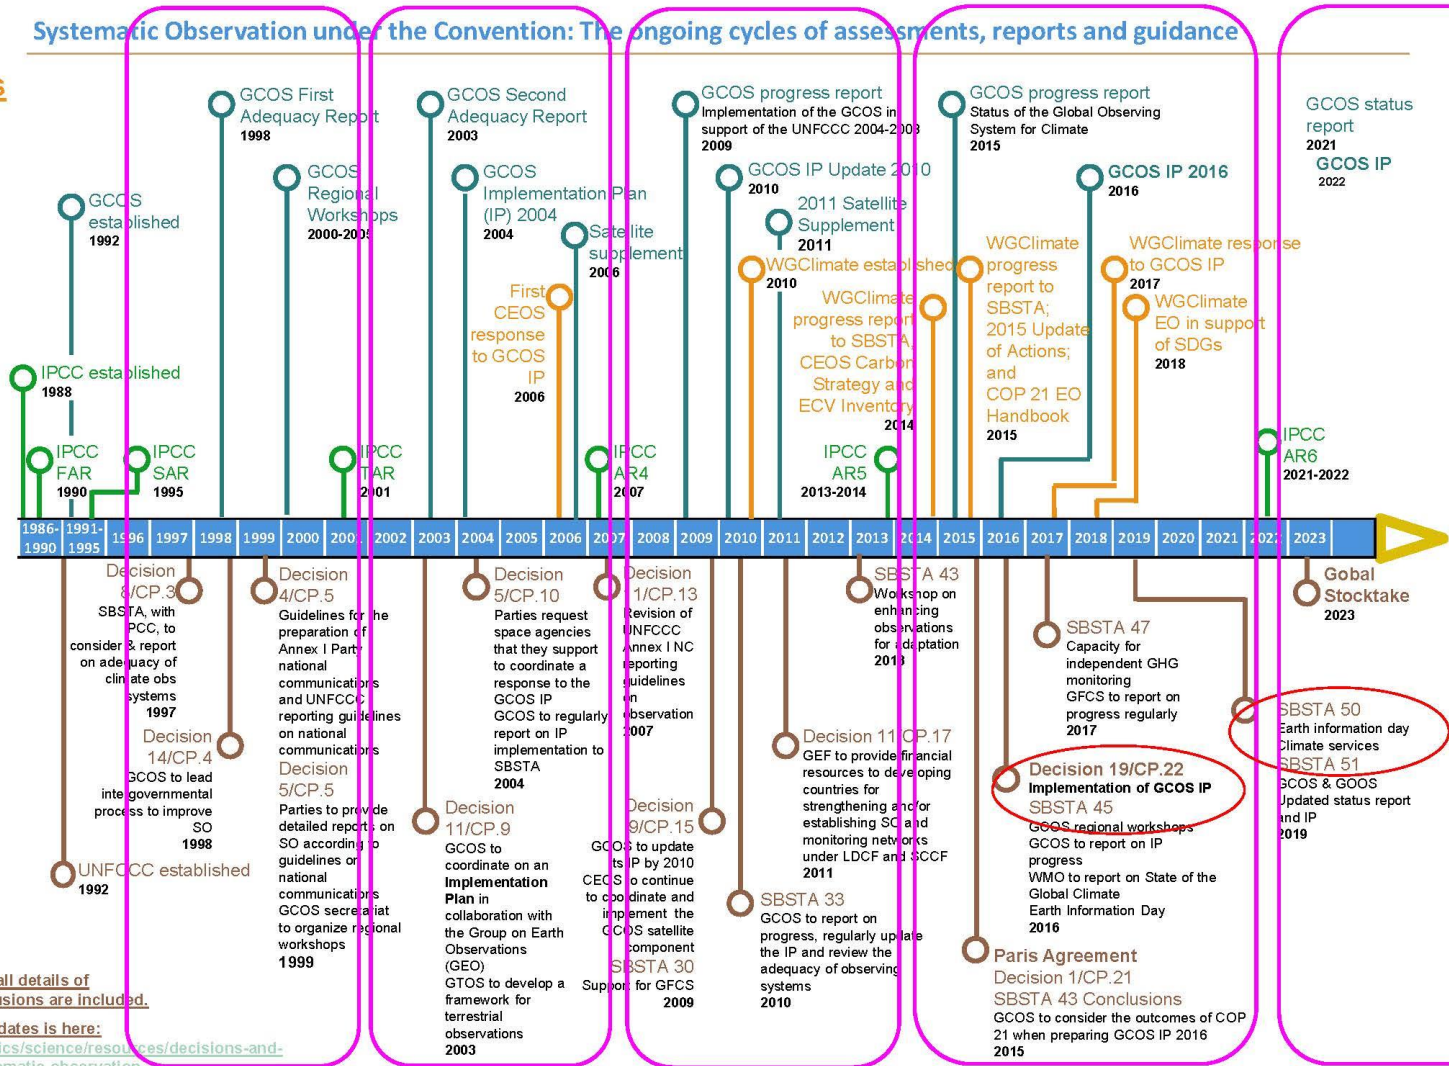 Systematic Observation under the Convention: The ongoing cycles of assessments, reports and guidance
GCOS First
Adequacy Report
1998
GCOS Second
Adequacy Report
2003
GCOS progress report
Implementation of the GCOS in
support of the UNFCCC 2004-2008
2009
GCOS progress report
Status of the Global Observing
System for Climate
2015
GCOS status
report
2021
GCOS IP
2022
GCOS
established
1992
GCOS
Regional
Workshops
2000-2005
GCOS
Implementation Plan
(IP) 2004
2004
Satellite
supplement
2006
GCOS IP Update 2010
2010
2011 Satellite
Supplement
2011
GCOS IP 2016
2016
First
CEOS
response
to GCOS
IP
2006
WGClimate established
2010
WGClimate
progress report
to SBSTA,
CEOS Carbon
Strategy and
ECV Inventory
2014
WGClimate
progress
report to
SBSTA;
2015 Update
of Actions;
and
COP 21 EO
Handbook
2015
WGClimate response
to GCOS IP
2017
WGClimate
EO in support
of SDGs
2018
IPCC established
1988
IPCC
FAR
1990
IPCC
SAR
1995
IPCC
TAR
2001
IPCC
AR4
2007
IPCC
AR5
2013-2014
IPCC
AR6
2021-2022
1986-
1990
1991-
1995
1996
1997
1998
1999
2000
2001
2002
2003
2004
2005
2006
2007
2008
2009
2010
2011
2012
2013
2014
2015
2016
2017
2018
2019
2020
2021
2022
2023
Decision
8/CP.3
SBSTA, with
IPCC, to
consider & report
on adequacy of
climate obs
systems
1997
Decision
14/CP.4
GCOS to lead
intergovernmental
process to improve
SO
1998
UNFCCC established
1992
Decision
4/CP.5
Guidelines for the
preparation of
Annex I Party
national
communications
and UNFCCC
reporting guidelines
on national
communications
Decision
5/CP.5
Parties to provide
detailed reports on
SO according to
guidelines on
national
communications
GCOS secretariat
to organize regional
workshops
1999
Decision
5/CP.10
Parties request
space agencies
that they support
to coordinate a
response to the
GCOS IP
GCOS to regularly
report on IP
implementation to
SBSTA
2004
Decision
11/CP.9
GCOS to
coordinate on an
Implementation
Plan in
collaboration with
the Group on Earth
Observations
(GEO)
GTOS to develop a
framework for
terrestrial
observations
2003
Decision
11/CP.13
Revision of
UNFCCC
Annex I NC
reporting
guidelines
on
observation
2007
Decision
9/CP.15
GCOS to update
its IP by 2010
CEOS to continue
to coordinate and
implement the
GCOS satellite
component
SBSTA 30
Support for GFCS
2009
SBSTA 43
Workshop on
enhancing
observations
for adaptation
2013
Decision 11/CP.17
GEF to provide financial
resources to developing
countries for
strengthening and/or
establishing SO and
monitoring networks
under LDCF and SCCF
2011
SBSTA 33
GCOS to report on
progress, regularly update
the IP and review the
adequacy of observing
systems
2010
SBSTA 47
Capacity for
independent GHG
monitoring
GFCS to report on
progress regularly
2017
Decision 19/CP.22
Implementation of GCOS IP
SBSTA 45
GCOS regional workshops
GCOS to report on IP
progress
WMO to report on State of the
Global Climate
Earth Information Day
2016
Paris Agreement
Decision 1/CP.21
SBSTA 43 Conclusions
GCOS to consider the outcomes of COP
21 when preparing GCOS IP 2016
2015
Gobal
Stocktake
2023
SBSTA 50
Earth information day
Climate services
SBSTA 51
GCOS & GOOS
Updated status report
and IP
2019
all details of
usions are included.
dates is here:
ics/science/resources/decisions-and-